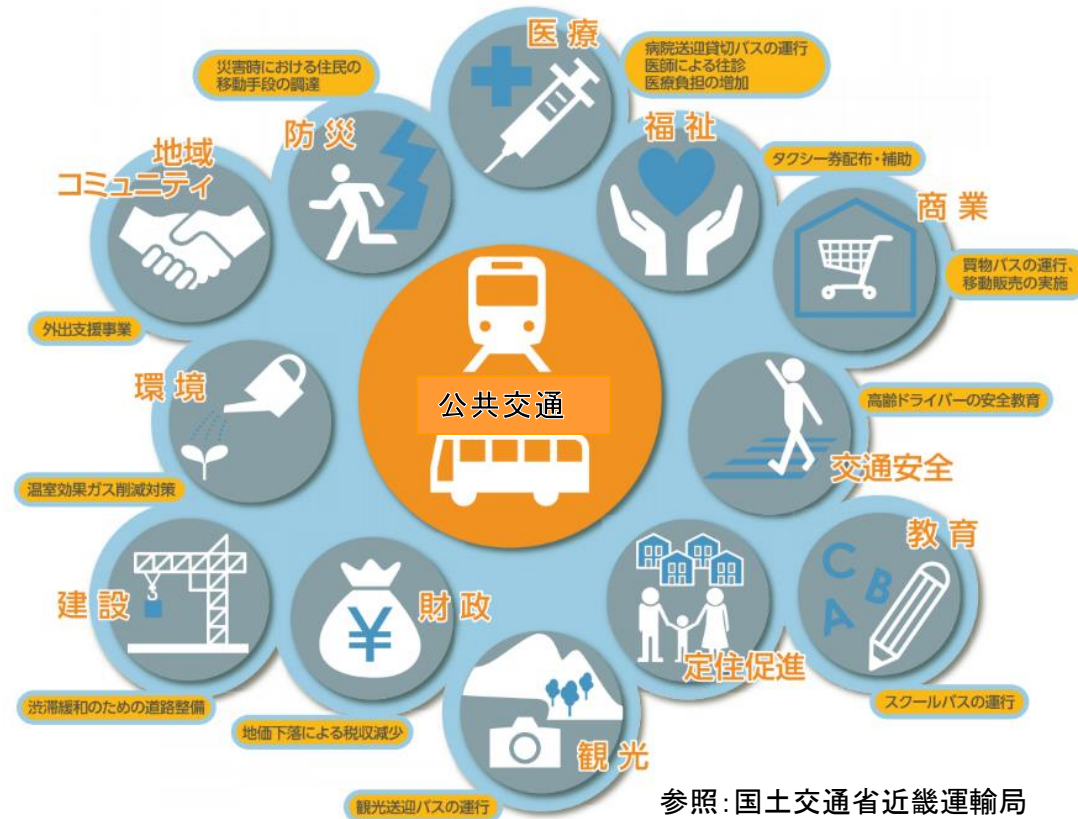 医療
病院送迎貸切バスの運行
医師による往診
医療負担の増加
災害時における住民の
移動手段の調達
防災
福祉
タクシー券配布・補助
地域
コミュニティ
商業
買物バスの運行、
移動販売の実施
外出支援事業
環境
公共交通
高齢ドライバーの安全教育
交通安全
温室効果ガス削減対策
教育
C
B
A
建設
財政
¥
定住促進
スクールバスの運行
渋滞緩和のための道路整備
地価下落による税収減少
観光
観光送迎バスの運行
参照:国土交通省近畿運輸局